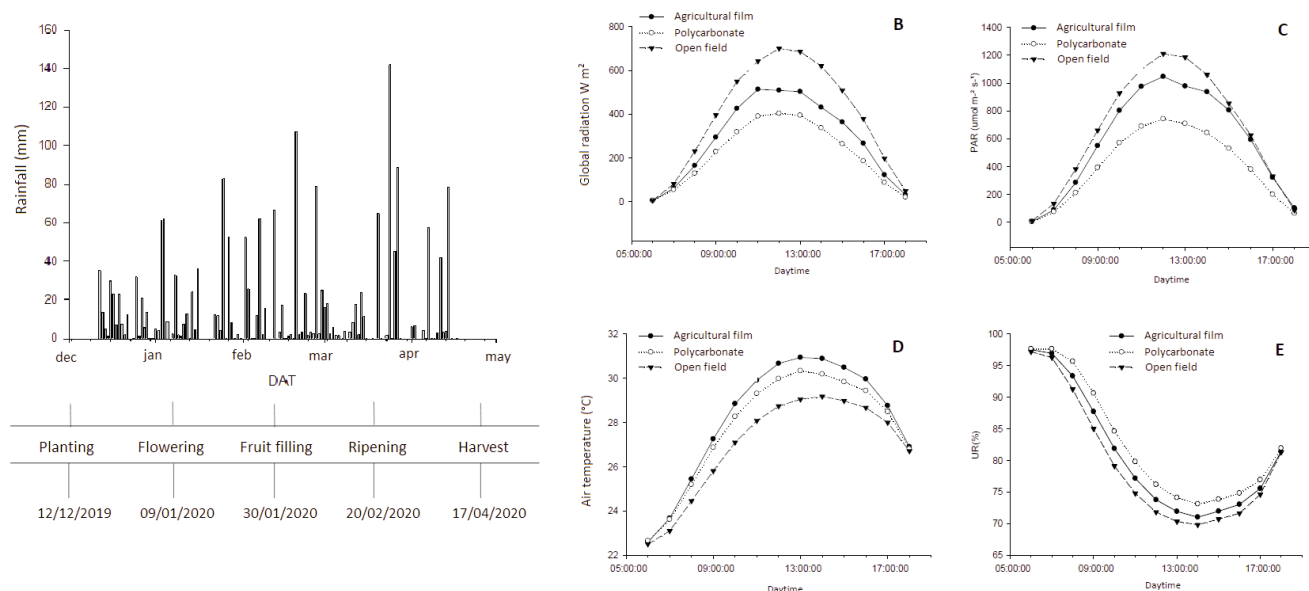 160
140
120
100
80
60
40
20
0
Rainfall (mm)
dec jan feb mar apr may
DAT
Planting Flowering Fruit filling Ripening Harvest
12/12/2019 09/01/2020 30/01/2020 20/02/2020 17/04/2020
B
Agricultural film
Polycarbonate
Open field
800
600
400
200
0
Global radiation W m²
05:00:00 09:00:00 13:00:00 17:00:00
Daytime
C
Agricultural film
Polycarbonate
Open field
1400
1200
1000
800
600
400
200
0
PAR (umol m-² s-¹)
05:00:00 09:00:00 13:00:00 17:00:00
Daytime
D
Agricultural film
Polycarbonate
Open field
32
31
30
28
26
24
22
Air temperature (°C)
05:00:00 09:00:00 13:00:00 17:00:00
Daytime
E
Agricultural film
Polycarbonate
Open field
100
95
90
85
80
75
70
65
UR(%)
05:00:00 09:00:00 13:00:00 17:00:00
Daytime